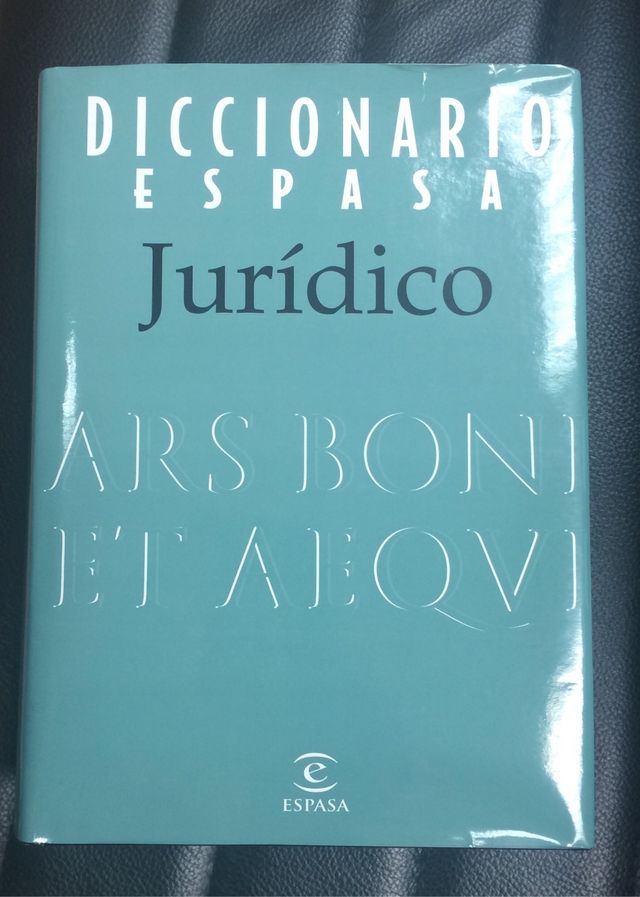 DICCIONARIO
ESPASA
Jurídico
ARS BONI
ET AEQVI
e
ESPASA